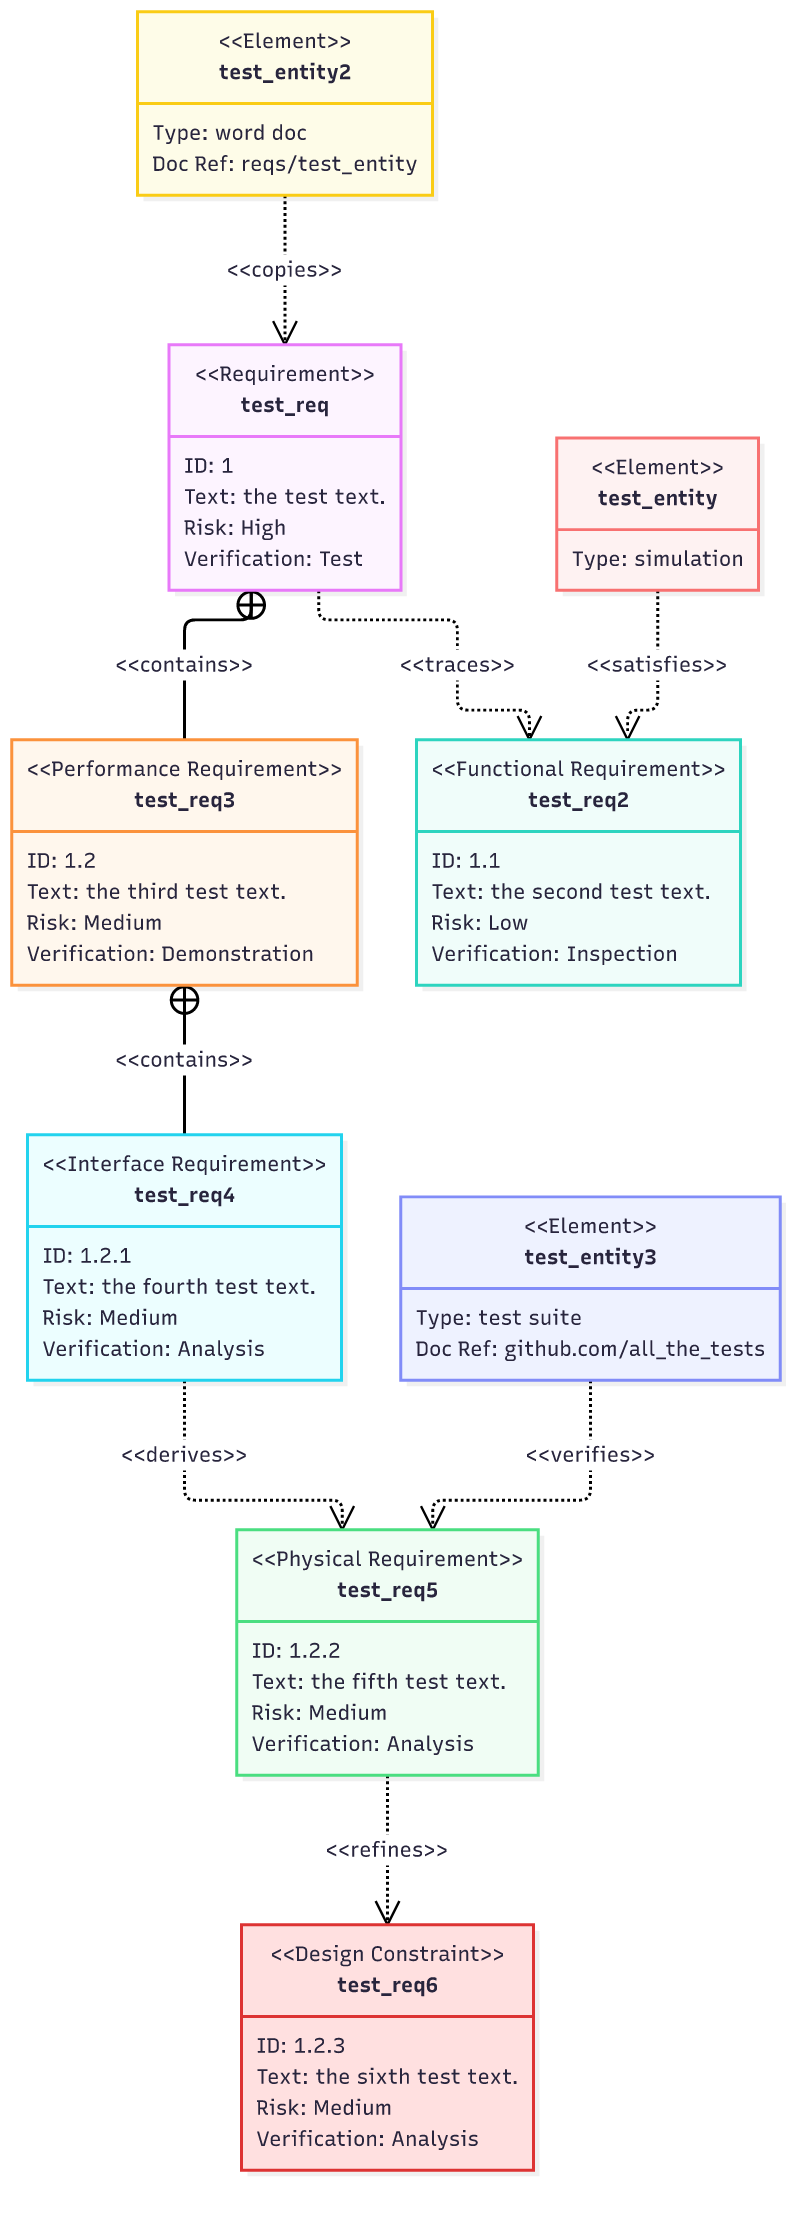 <<Element>>
test_entity2
Type: word doc
Doc Ref: reqs/test_entity
<<copies>>
<<Requirement>>
test_req
ID: 1
Text: the test text.
Risk: High
Verification: Test
<<Element>>
test_entity
Type: simulation
<<contains>>
<<traces>>
<<satisfies>>
<<Performance Requirement>>
test_req3
ID: 1.2
Text: the third test text.
Risk: Medium
Verification: Demonstration
<<Functional Requirement>>
test_req2
ID: 1.1
Text: the second test text.
Risk: Low
Verification: Inspection
<<contains>>
<<Interface Requirement>>
test_req4
ID: 1.2.1
Text: the fourth test text.
Risk: Medium
Verification: Analysis
<<Element>>
test_entity3
Type: test suite
Doc Ref: github.com/all_the_tests
<<derives>>
<<verifies>>
<<Physical Requirement>>
test_req5
ID: 1.2.2
Text: the fifth test text.
Risk: Medium
Verification: Analysis
<<refines>>
<<Design Constraint>>
test_req6
ID: 1.2.3
Text: the sixth test text.
Risk: Medium
Verification: Analysis